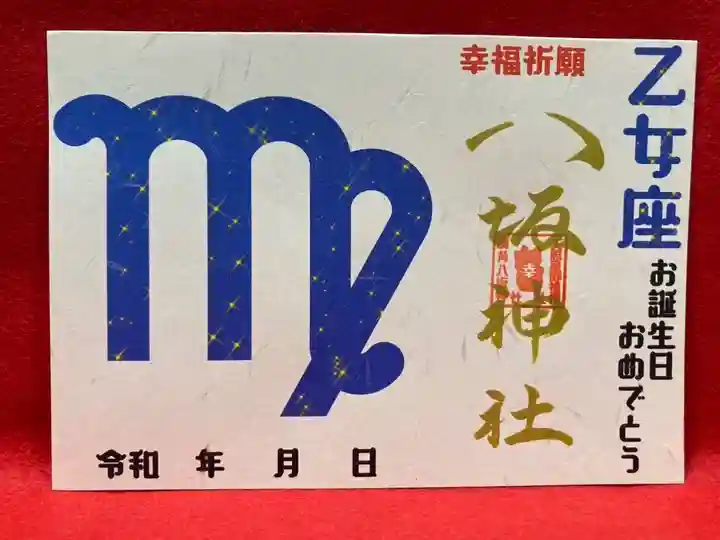 乙女座
お誕生日
おめでとう
幸福祈願
八坂神社
幸
令和 年 月 日